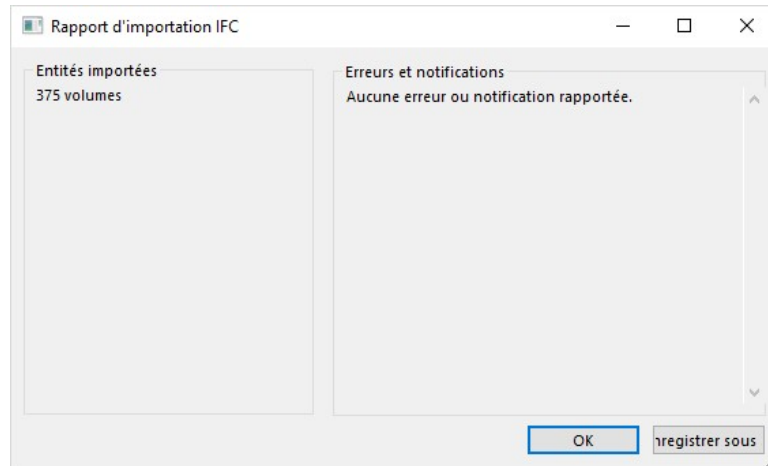 Rapport d'importation IFC
Entités importées
375 volumes
Erreurs et notifications
Aucune erreur ou notification rapportée.
OK
nregistrer sous